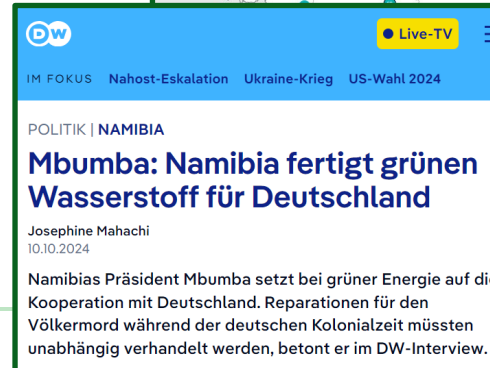 DW
Live-TV
IM FOKUS Nahost-Eskalation Ukraine-Krieg US-Wahl 2024
POLITIK | NAMIBIA
Mbumba: Namibia fertigt grünen
Wasserstoff für Deutschland
Josephine Mahachi
10.10.2024
Namibias Präsident Mbumba setzt bei grüner Energie auf di
Kooperation mit Deutschland. Reparationen für den
Völkermord während der deutschen Kolonialzeit müssten
unabhängig verhandelt werden, betont er im DW-Interview.